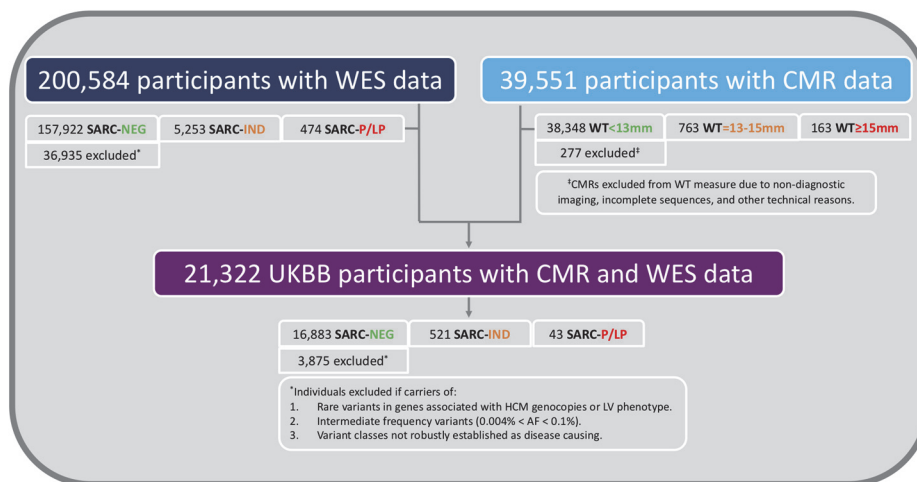 200,584 participants with WES data
39,551 participants with CMR data
157,922 SARC-NEG
5,253 SARC-IND
474 SARC-P/LP
36,935 excluded*
38,348 WT<13mm
763 WT=13-15mm
163 WT≥15mm
277 excluded‡
‡CMRs excluded from WT measure due to non-diagnostic
imaging, incomplete sequences, and other technical reasons.
21,322 UKBB participants with CMR and WES data
16,883 SARC-NEG
521 SARC-IND
43 SARC-P/LP
3,875 excluded*
*Individuals excluded if carriers of:
1. Rare variants in genes associated with HCM genocopies or LV phenotype.
2. Intermediate frequency variants (0.004% < AF < 0.1%).
3. Variant classes not robustly established as disease causing.